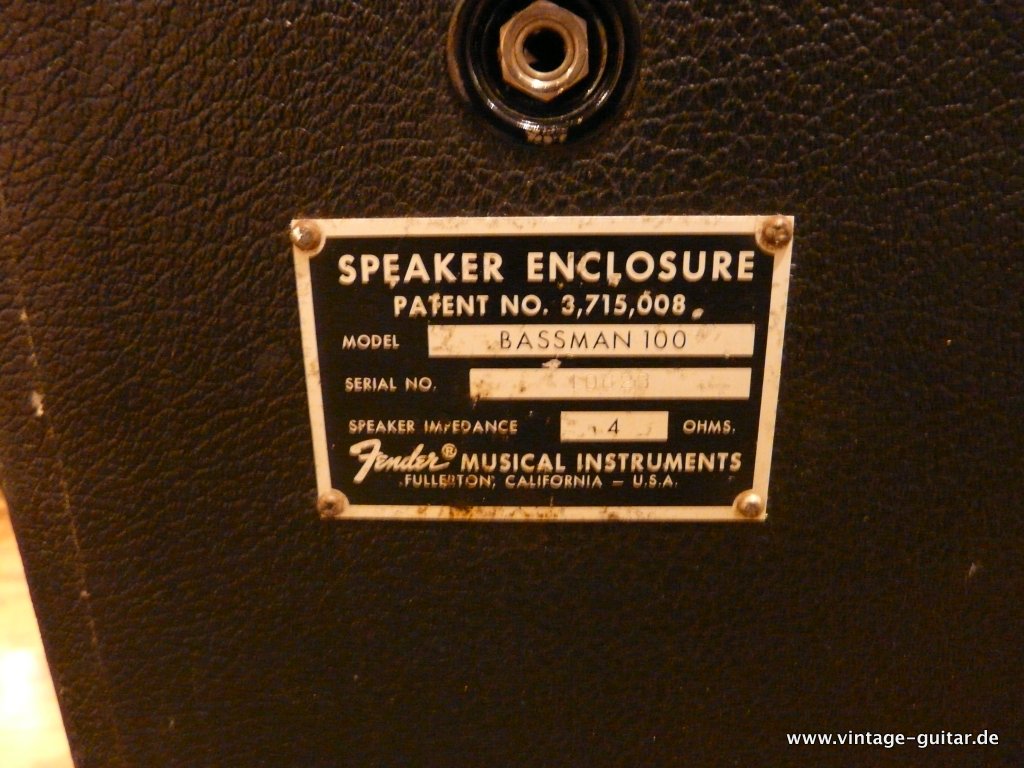 SPEAKER ENCLOSURE
PATENT NO. 3,715,008
MODEL BASSMAN 100
SERIAL NO.
SPEAKER IMPEDANCE 4 OHMS.
Fender® MUSICAL INSTRUMENTS
FULLERTON, CALIFORNIA — U.S.A.
www.vintage-guitar.de